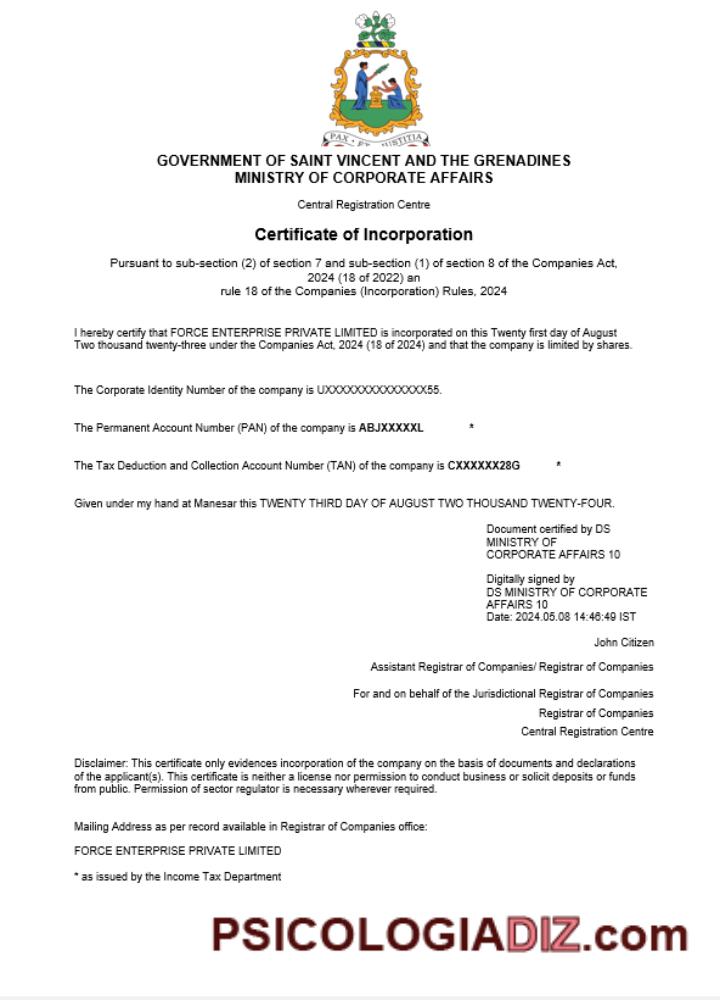 PAX ET JUSTITIA
GOVERNMENT OF SAINT VINCENT AND THE GRENADINES
MINISTRY OF CORPORATE AFFAIRS
Central Registration Centre
Certificate of Incorporation
Pursuant to sub-section (2) of section 7 and sub-section (1) of section 8 of the Companies Act,
2024 (18 of 2022) an
rule 18 of the Companies (Incorporation) Rules, 2024
I hereby certify that FORCE ENTERPRISE PRIVATE LIMITED is incorporated on this Twenty first day of August
Two thousand twenty-three under the Companies Act, 2024 (18 of 2024) and that the company is limited by shares.
The Corporate Identity Number of the company is UXXXXXXXXXXXXXX55.
The Permanent Account Number (PAN) of the company is ABJXXXXXL *
The Tax Deduction and Collection Account Number (TAN) of the company is CXXXXXX28G *
Given under my hand at Manesar this TWENTY THIRD DAY OF AUGUST TWO THOUSAND TWENTY-FOUR.
Document certified by DS
MINISTRY OF
CORPORATE AFFAIRS 10
Digitally signed by
DS MINISTRY OF CORPORATE
AFFAIRS 10
Date: 2024.05.08 14:46:49 IST
John Citizen
Assistant Registrar of Companies/ Registrar of Companies
For and on behalf of the Jurisdictional Registrar of Companies
Registrar of Companies
Central Registration Centre
Disclaimer: This certificate only evidences incorporation of the company on the basis of documents and declarations
of the applicant(s). This certificate is neither a license nor permission to conduct business or solicit deposits or funds
from public. Permission of sector regulator is necessary wherever required.
Mailing Address as per record available in Registrar of Companies office:
FORCE ENTERPRISE PRIVATE LIMITED
* as issued by the Income Tax Department
PSICOLOGIADIZ.com